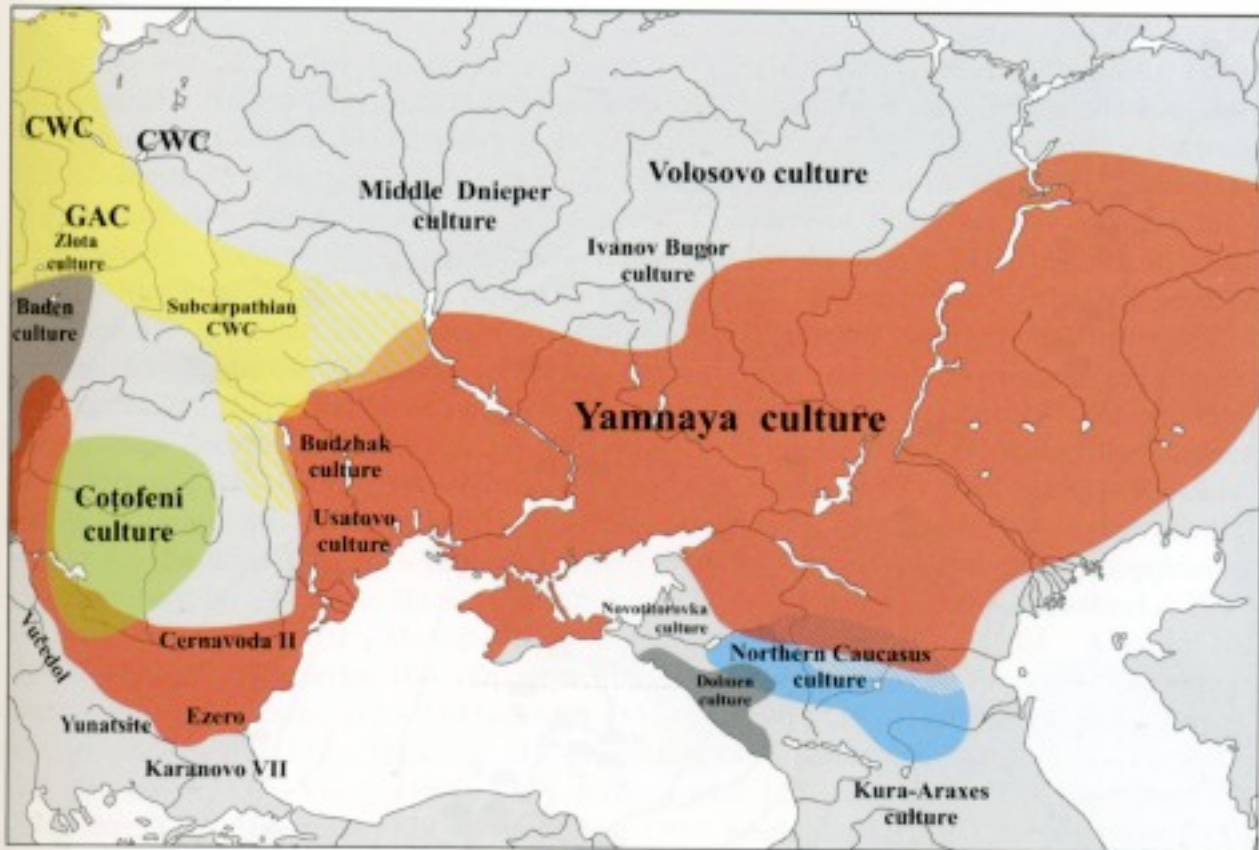 CWC
CWC
Middle Dnieper
culture
Volosovo culture
GAC
Złota
culture
Ivanov Bugor
culture
Baden
culture
Subcarpathian
CWC
Yamnaya culture
Budzhak
culture
Coțofeni
culture
Usatovo
culture
Novotitorovka
culture
Vučedol
Cernavoda II
Northern Caucasus
culture
Dolmen
culture
Yunatsite
Ezero
Karanovo VII
Kura-Araxes
culture